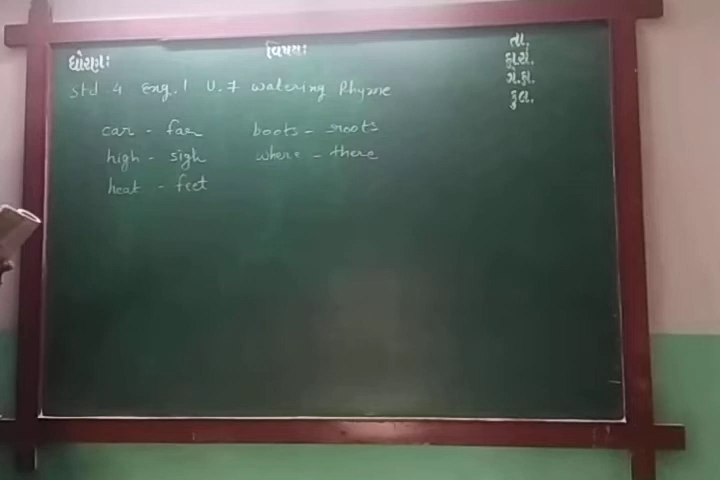 ધોરણઃ વિષયઃ તા.
હાજર.
ગે.હા.
કુલ.
Std 4 Eng. 1 U. 7 watering Rhyme
car - far boots - roots
high - sigh where - there
heat - feet